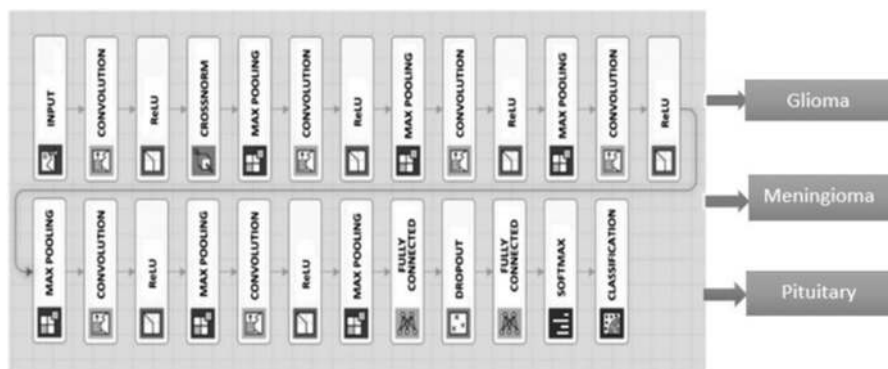 INPUT
CONVOLUTION
ReLU
CROSSNORM
MAX POOLING
CONVOLUTION
ReLU
MAX POOLING
CONVOLUTION
ReLU
MAX POOLING
CONVOLUTION
ReLU
MAX POOLING
CONVOLUTION
ReLU
MAX POOLING
CONVOLUTION
ReLU
MAX POOLING
FULLY
CONNECTED
DROPOUT
FULLY
CONNECTED
SOFTMAX
CLASSIFICATION
Glioma
Meningioma
Pituitary